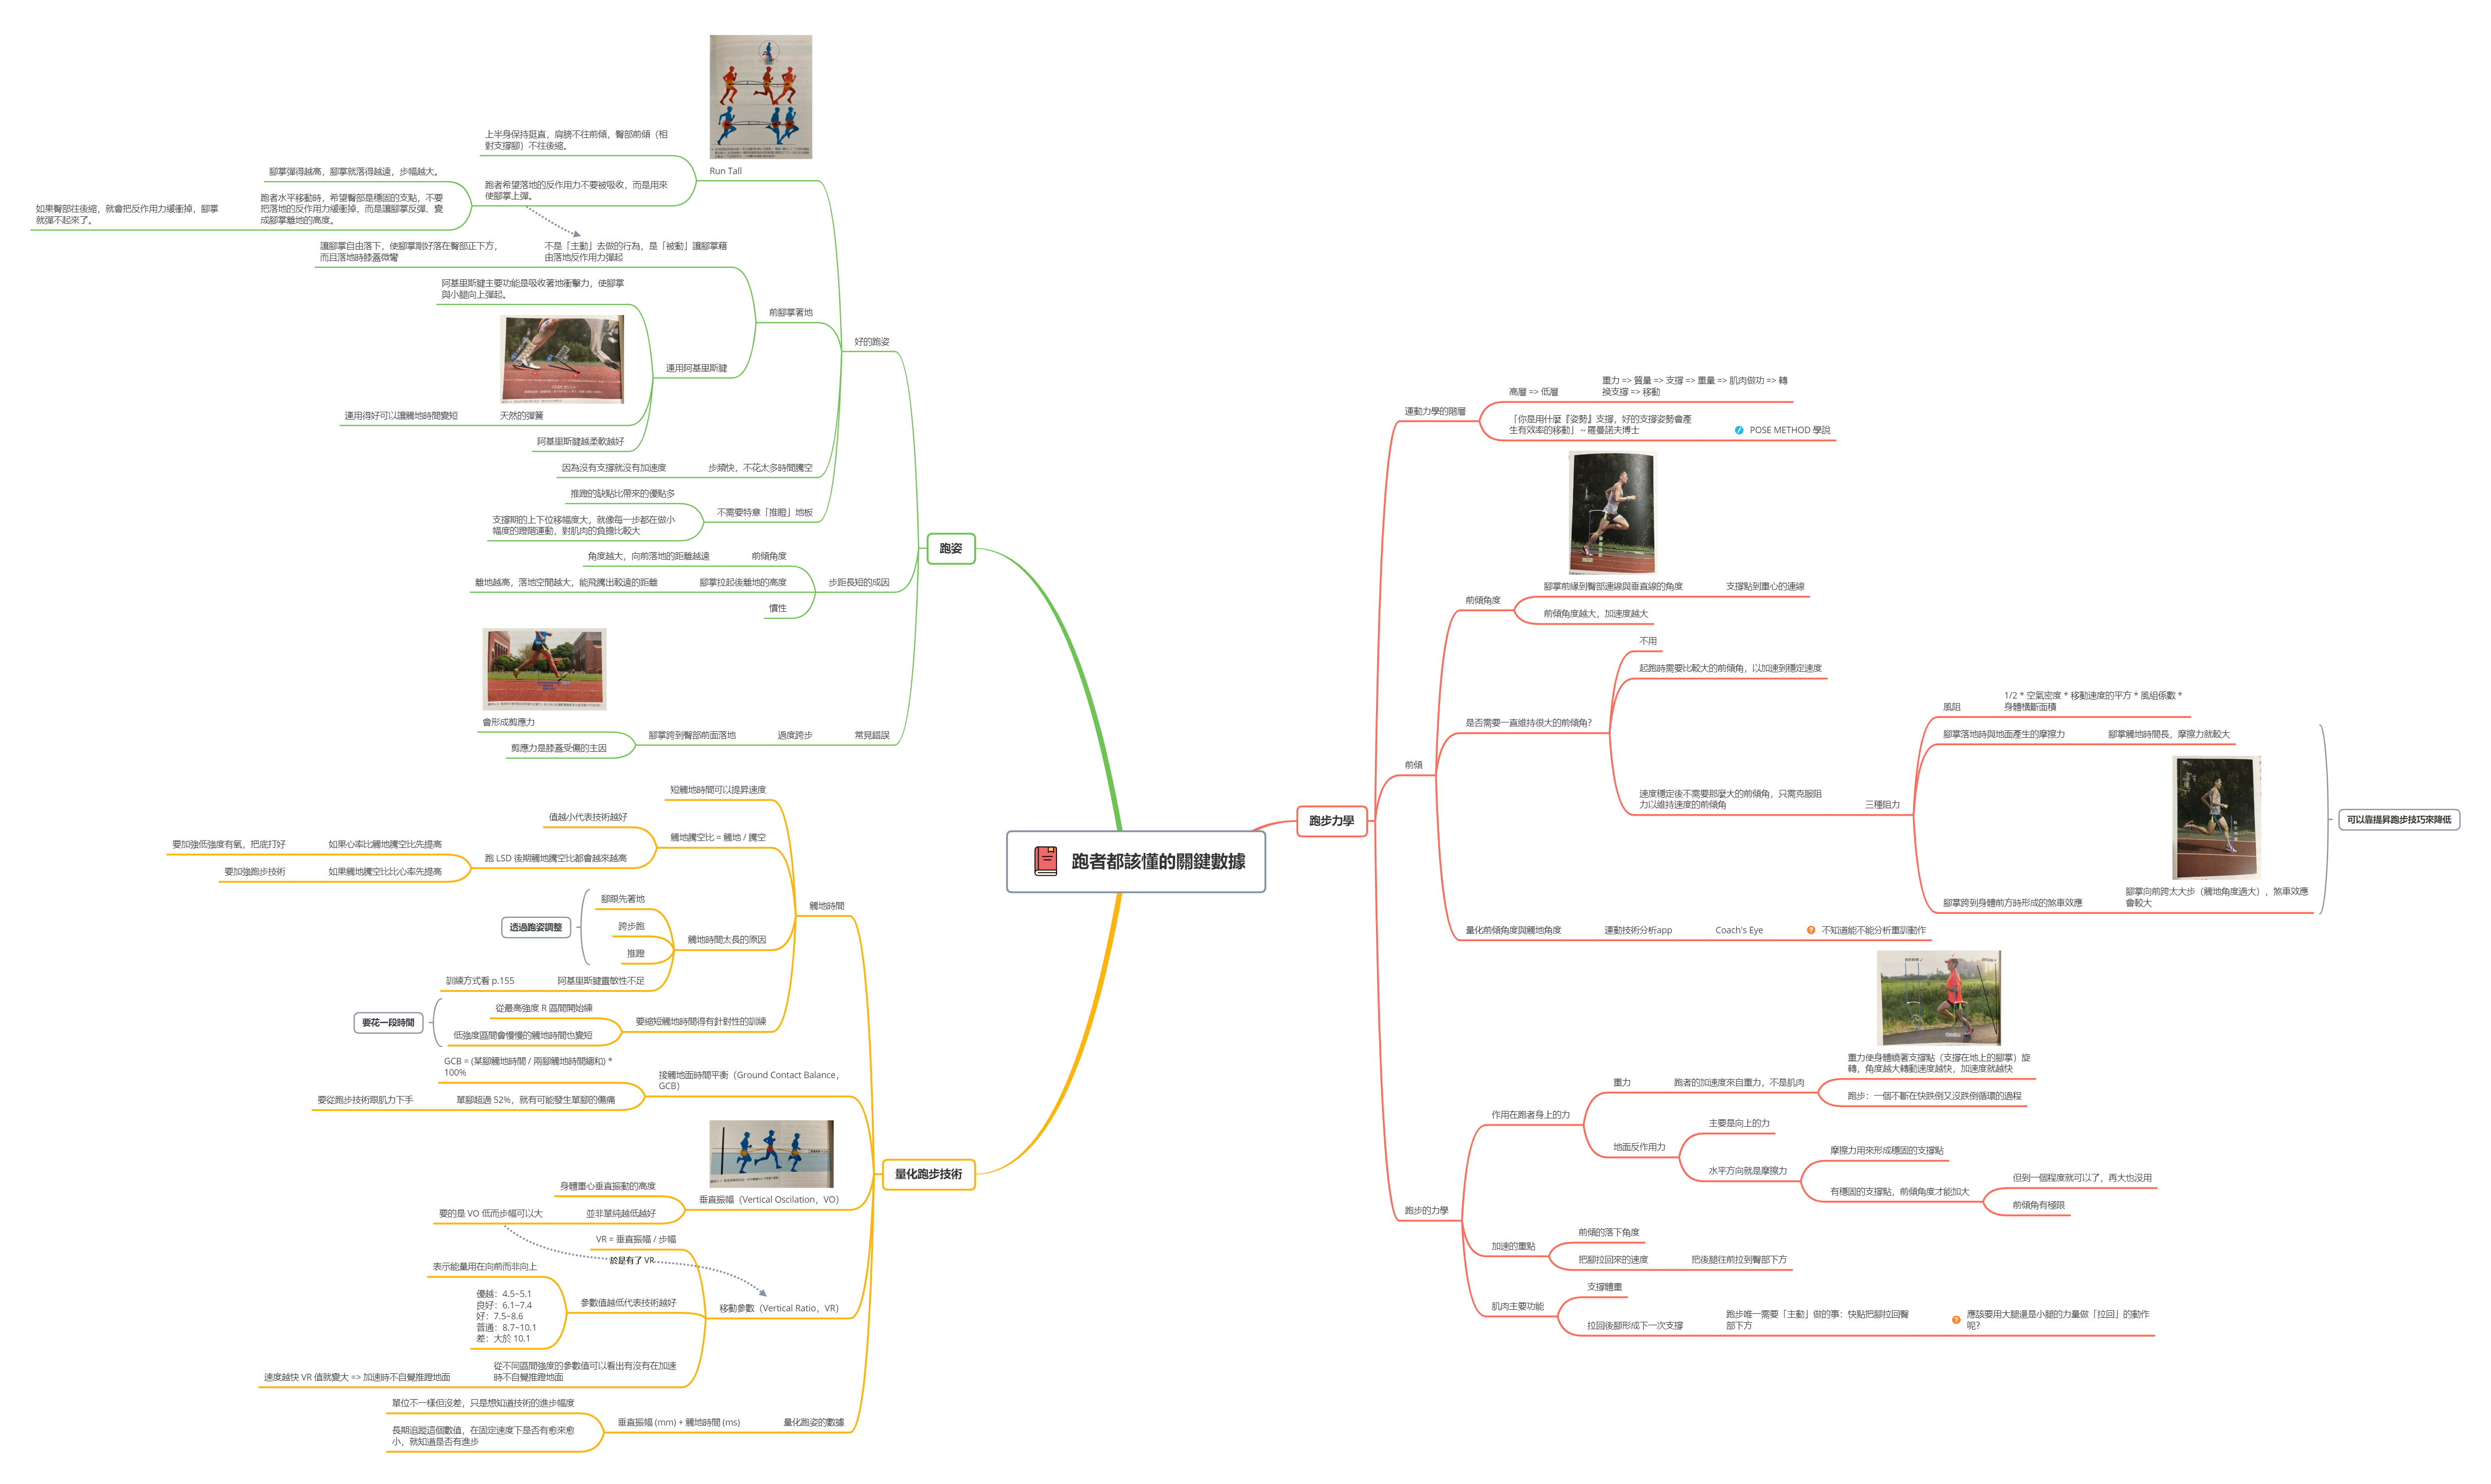 跑者都該懂的關鍵數據
跑步力學
運動力學的階層
高層 => 低層
重力 => 質量 => 支撐 => 重量 => 肌肉做功 => 轉
換支撐 => 移動
「你是用什麼『姿勢』支撐，好的支撐姿勢會產
生有效率的移動」~ 羅曼諾夫博士
POSE METHOD 學說
前傾
前傾角度
腳掌前緣到臀部連線與垂直線的角度
支撐點到重心的連線
前傾角度越大，加速度越大
是否需要一直維持很大的前傾角？
不用
起跑時需要比較大的前傾角，以加速到穩定速度
速度穩定後不需要那麼大的前傾角，只需克服阻
力以維持速度的前傾角
三種阻力
風阻
1/2 * 空氣密度 * 移動速度的平方 * 風組係數 *
身體橫斷面積
腳掌落地時與地面產生的摩擦力
腳掌觸地時間長，摩擦力就較大
腳掌跨到身體前方時形成的煞車效應
腳掌向前跨太大步（觸地角度過大），煞車效應
會較大
可以靠提昇跑步技巧來降低
量化前傾角度與觸地角度
運動技術分析app
Coach's Eye
不知道能不能分析重訓動作
跑步的力學
作用在跑者身上的力
重力
跑者的加速度來自重力，不是肌肉
重力使身體繞著支撐點（支撐在地上的腳掌）旋
轉，角度越大轉動速度越快，加速度就越快
跑步：一個不斷在快跌倒又沒跌倒循環的過程
地面反作用力
主要是向上的力
水平方向就是摩擦力
摩擦力用來形成穩固的支撐點
有穩固的支撐點，前傾角度才能加大
但到一個程度就可以了，再大也沒用
前傾角有極限
加速的重點
前傾的落下角度
把腳拉回來的速度
把後腿往前拉到臀部下方
肌肉主要功能
支撐體重
拉回後腳形成下一次支撐
跑步唯一需要「主動」做的事：快點把腳拉回臀
部下方
應該要用大腿還是小腿的力量做「拉回」的動作
呢？
跑姿
好的跑姿
Run Tall
上半身保持挺直，肩膀不往前傾，臀部前傾（相
對支撐腳）不往後縮。
跑者希望落地的反作用力不要被吸收，而是用來
使腳掌上彈。
腳掌彈得越高，腳掌就落得越遠，步幅越大。
跑者水平移動時，希望臀部是穩固的支點，不要
把落地的反作用力緩衝掉，而是讓腳掌反彈、變
成腳掌離地的高度。
如果臀部往後縮，就會把反作用力緩衝掉，腳掌
就彈不起來了。
前腳掌著地
不是「主動」去做的行為，是「被動」讓腳掌藉
由落地反作用力彈起
讓腳掌自由落下，使腳掌剛好落在臀部正下方，
而且落地時膝蓋微彎
運用阿基里斯腱
阿基里斯腱主要功能是吸收著地衝擊力，使腳掌
與小腿向上彈起。
天然的彈簧
運用得好可以讓觸地時間變短
阿基里斯腱越柔軟越好
步頻快，不花太多時間騰空
因為沒有支撐就沒有加速度
不需要特意「推蹬」地板
推蹬的缺點比帶來的優點多
支撐期的上下位移幅度大，就像每一步都在做小
幅度的蹬階運動，對肌肉的負擔比較大
步距長短的成因
前傾角度
角度越大，向前落地的距離越遠
腳掌拉起後離地的高度
離地越高，落地空間越大，能飛騰出較遠的距離
慣性
常見錯誤
過度跨步
腳掌跨到臀部前面落地
會形成剪應力
剪應力是膝蓋受傷的主因
量化跑步技術
觸地時間
短觸地時間可以提昇速度
觸地騰空比 = 觸地 / 騰空
值越小代表技術越好
跑 LSD 後期觸地騰空比都會越來越高
如果心率比觸地騰空比先提高
要加強低強度有氧，把底打好
如果觸地騰空比比心率先提高
要加強跑步技術
觸地時間太長的原因
腳跟先著地
跨步跑
推蹬
透過跑姿調整
阿基里斯腱靈敏性不足
訓練方式看 p.155
要縮短觸地時間得有針對性的訓練
從最高強度 R 區間開始練
低強度區間會慢慢的觸地時間也變短
要花一段時間
接觸地面時間平衡（Ground Contact Balance，
GCB）
GCB = (某腳觸地時間 / 兩腳觸地時間總和) *
100%
單腳超過 52%，就有可能發生單腳的傷痛
要從跑步技術跟肌力下手
垂直振幅（Vertical Oscilation，VO）
身體重心垂直振動的高度
並非單純越低越好
要的是 VO 低而步幅可以大
於是有了 VR
移動參數（Vertical Ratio，VR）
VR = 垂直振幅 / 步幅
參數值越低代表技術越好
表示能量用在向前而非向上
優越：4.5~5.1
良好：6.1~7.4
好：7.5~8.6
普通：8.7~10.1
差：大於 10.1
從不同區間強度的參數值可以看出有沒有在加速
時不自覺推蹬地面
速度越快 VR 值就變大 => 加速時不自覺推蹬地面
量化跑姿的數據
垂直振幅 (mm) + 觸地時間 (ms)
單位不一樣但沒差，只是想知道技術的進步幅度
長期追蹤這個數值，在固定速度下是否有愈來愈
小，就知道是否有進步